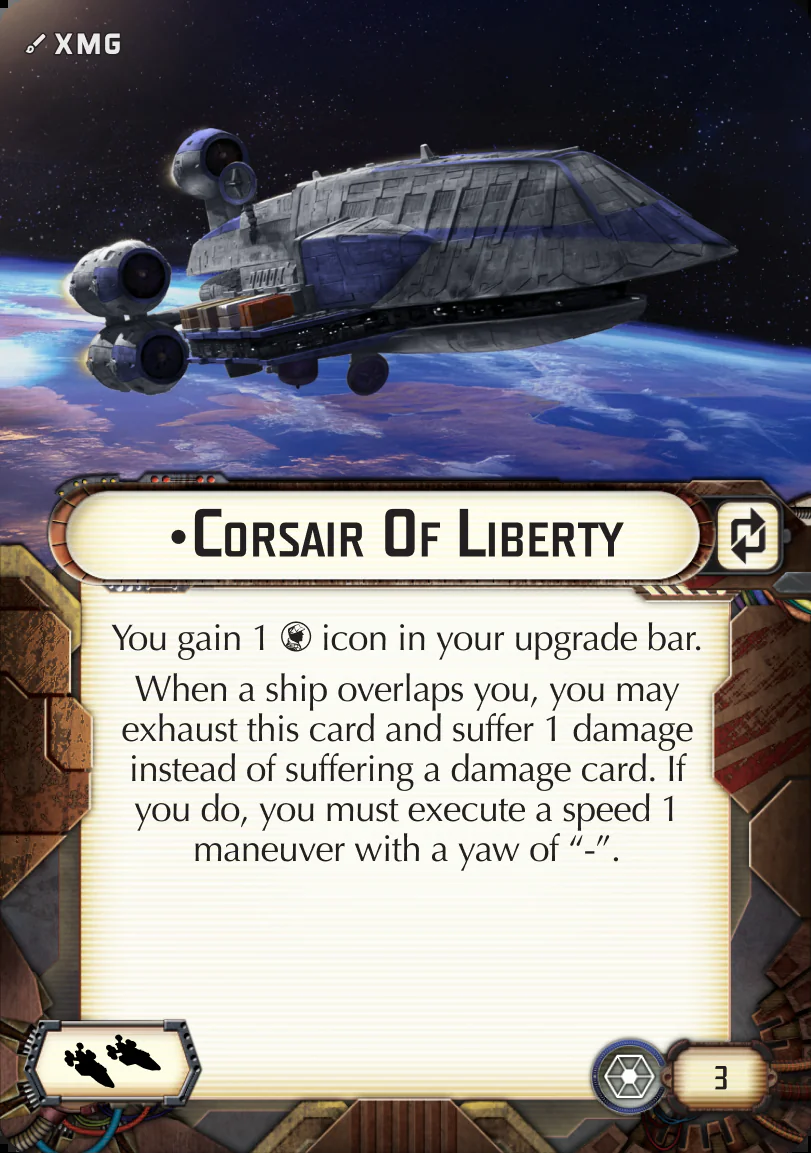 XMG
•Corsair Of Liberty
You gain 1 icon in your upgrade bar.
When a ship overlaps you, you may
exhaust this card and suffer 1 damage
instead of suffering a damage card. If
you do, you must execute a speed 1
maneuver with a yaw of “-”.
3